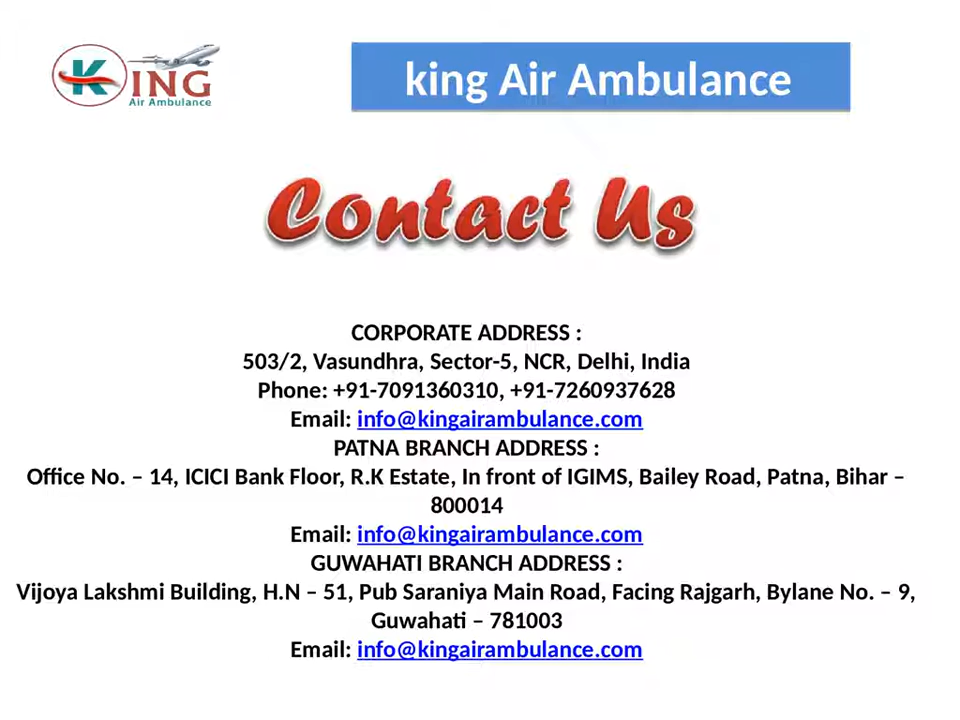 KING
Air Ambulance
king Air Ambulance
Contact Us
CORPORATE ADDRESS :
503/2, Vasundhra, Sector-5, NCR, Delhi, India
Phone: +91-7091360310, +91-7260937628
Email: info@kingairambulance.com
PATNA BRANCH ADDRESS :
Office No. – 14, ICICI Bank Floor, R.K Estate, In front of IGIMS, Bailey Road, Patna, Bihar –
800014
Email: info@kingairambulance.com
GUWAHATI BRANCH ADDRESS :
Vijoya Lakshmi Building, H.N – 51, Pub Saraniya Main Road, Facing Rajgarh, Bylane No. – 9,
Guwahati – 781003
Email: info@kingairambulance.com